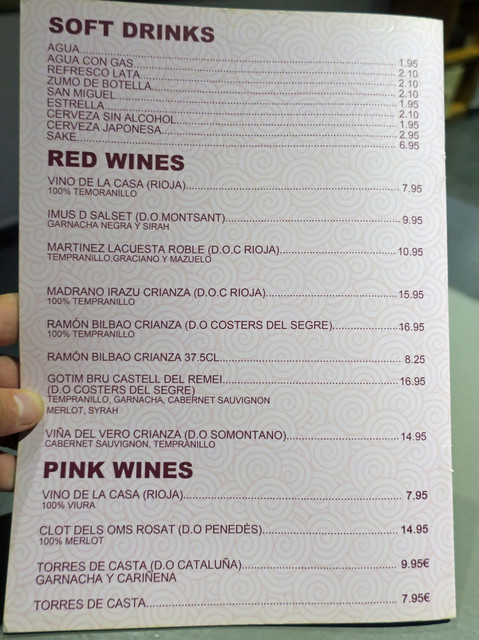 SOFT DRINKS
AGUA 1.95
AGUA CON GAS 2.10
REFRESCO LATA 2.10
ZUMO DE BOTELLA 2.10
SAN MIGUEL 1.95
ESTRELLA 2.10
CERVEZA SIN ALCOHOL 1.95
CERVEZA JAPONESA 2.95
SAKE 6.95
RED WINES
VINO DE LA CASA (RIOJA) 7.95
100% TEMORANILLO
IMUS D SALSET (D.O.MONTSANT) 9.95
GARNACHA NEGRA Y SIRAH
MARTINEZ LACUESTA ROBLE (D.O.C RIOJA) 10.95
TEMPRANILLO,GRACIANO Y MAZUELO
MADRANO IRAZU CRIANZA (D.O.C RIOJA) 15.95
100% TEMPRANILLO
RAMÓN BILBAO CRIANZA (D.O COSTERS DEL SEGRE) 16.95
100% TEMPRANILLO
RAMÓN BILBAO CRIANZA 37.5CL 8.25
GOTIM BRU CASTELL DEL REMEI 16.95
(D.O COSTERS DEL SEGRE)
TEMPRANILLO, GARNACHA, CABERNET SAUVIGNON
MERLOT, SYRAH
VIÑA DEL VERO CRIANZA (D.O SOMONTANO) 14.95
CABERNET SAUVIGNON, TEMPRANILLO
PINK WINES
VINO DE LA CASA (RIOJA) 7.95
100% VIURA
CLOT DELS OMS ROSAT (D.O PENEDÈS) 14.95
100% MERLOT
TORRES DE CASTA (D.O CATALUÑA) 9.95€
GARNACHA Y CARIÑENA
TORRES DE CASTA 7.95€